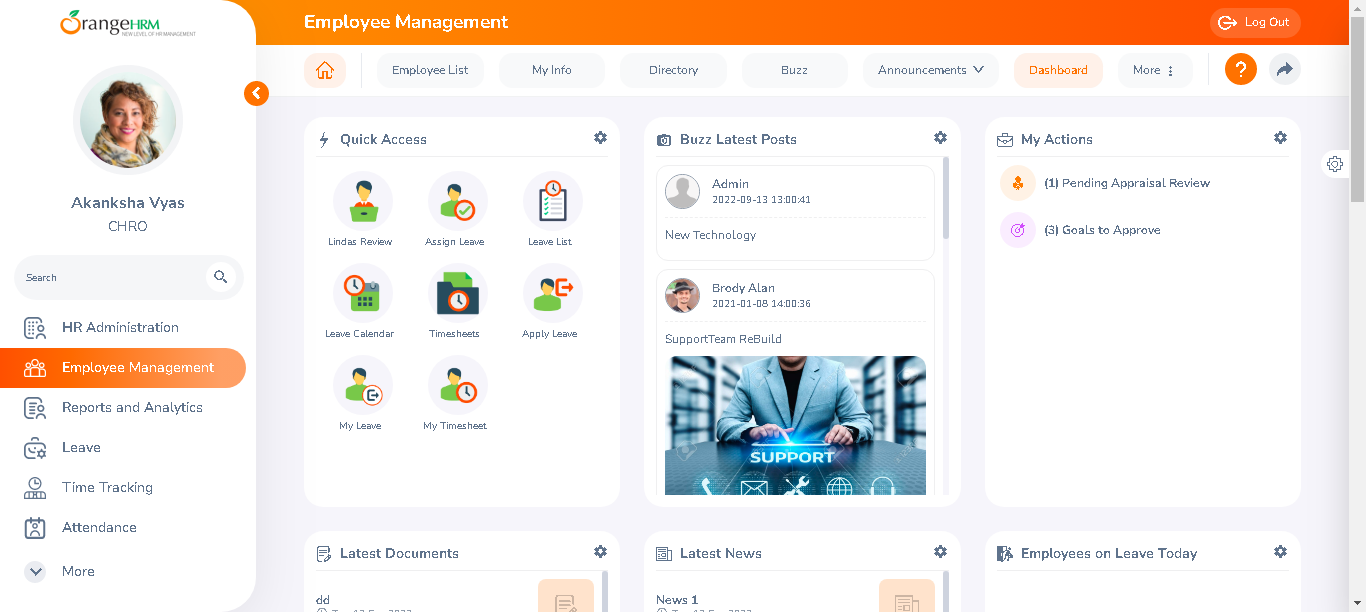 OrangeHRM
NEW LEVEL OF HR MANAGEMENT
Employee Management
Log Out
Employee List
My Info
Directory
Buzz
Announcements
Dashboard
More
?
Akanksha Vyas
CHRO
Search
HR Administration
Employee Management
Reports and Analytics
Leave
Time Tracking
Attendance
More
Quick Access
Lindas Review
Assign Leave
Leave List
Leave Calendar
Timesheets
Apply Leave
My Leave
My Timesheet
Buzz Latest Posts
Admin
2022-09-13 13:00:41
New Technology
Brody Alan
2021-01-08 14:00:36
SupportTeam ReBuild
SUPPORT
My Actions
(1) Pending Appraisal Review
(3) Goals to Approve
Latest Documents
dd
Latest News
News 1
Employees on Leave Today